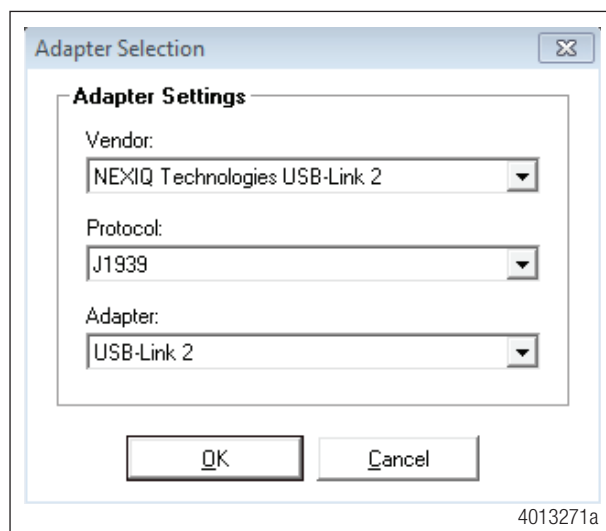 Adapter Selection
Adapter Settings
Vendor:
NEXIQ Technologies USB-Link 2
Protocol:
J1939
Adapter:
USB-Link 2
OK Cancel
4013271a